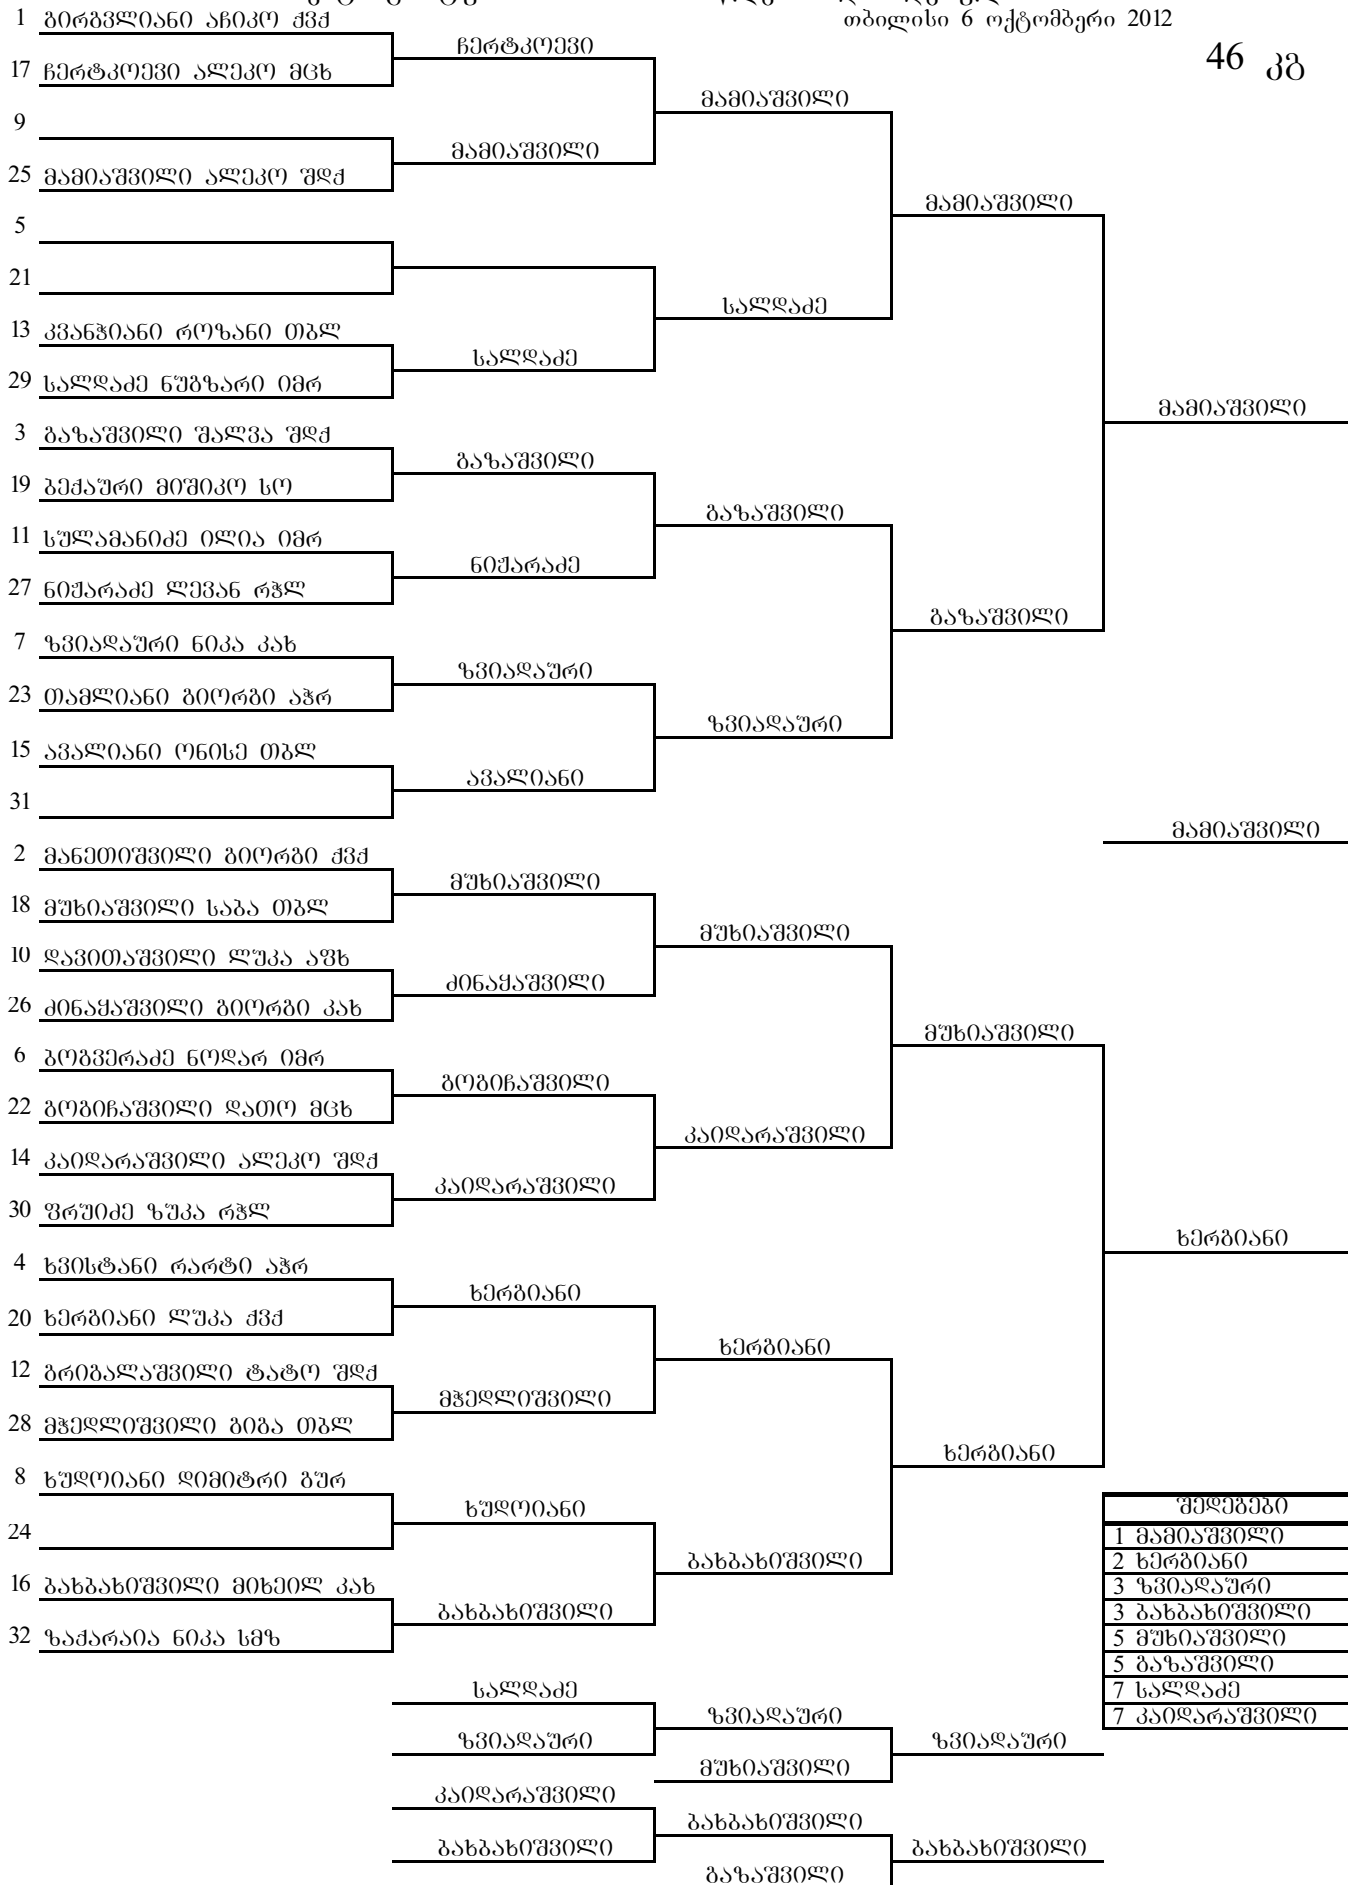 თბილისი 6 ოქტომბერი 2012
46 კგ
1 გირგვლიანი აჩიკო ქვქ
17 ჩერტკოევი ალეკო მცხ
9
25 მამიაშვილი ალეკო შდქ
5
21
13 კვანჭიანი როზანი თბლ
29 სალდაძე ნუგზარი იმრ
3 გაზაშვილი შალვა შდქ
19 ბექაური მიშიკო სო
11 სულამანიძე ილია იმრ
27 ნიჟარაძე ლევან რჭლ
7 ზვიადაური ნიკა კახ
23 თამლიანი გიორგი აჭრ
15 ავალიანი ონისე თბლ
31
2 მანეთიშვილი გიორგი ქვქ
18 მუხიაშვილი საბა თბლ
10 დავითაშვილი ლუკა აფხ
26 ძინაყაშვილი გიორგი კახ
6 ბოგვერაძე ნოდარ იმრ
22 გოგიჩაშვილი დათო მცხ
14 კაიდარაშვილი ალეკო შდქ
30 ფრუიძე ზუკა რჭლ
4 ხვისტანი რარტი აჭრ
20 ხერგიანი ლუკა ქვქ
12 გრიგალაშვილი ტატო შდქ
28 მჭედლიშვილი გიგა თბლ
8 ხუდოიანი დიმიტრი გურ
24
16 ბახბახიშვილი მიხეილ კახ
32 ზაქარაია ნიკა სმზ
ჩერტკოევი
მამიაშვილი
სალდაძე
გაზაშვილი
ნიჟარაძე
ზვიადაური
ავალიანი
მუხიაშვილი
ძინაყაშვილი
გოგიჩაშვილი
კაიდარაშვილი
ხერგიანი
მჭედლიშვილი
ხუდოიანი
ბახბახიშვილი
მამიაშვილი
სალდაძე
გაზაშვილი
ზვიადაური
მუხიაშვილი
კაიდარაშვილი
ხერგიანი
ბახბახიშვილი
მამიაშვილი
გაზაშვილი
მუხიაშვილი
ხერგიანი
მამიაშვილი
მამიაშვილი
ხერგიანი
შედეგები
1 მამიაშვილი
2 ხერგიანი
3 ზვიადაური
3 ბახბახიშვილი
5 მუხიაშვილი
5 გაზაშვილი
7 სალდაძე
7 კაიდარაშვილი
სალდაძე
ზვიადაური
კაიდარაშვილი
ბახბახიშვილი
ზვიადაური
მუხიაშვილი
ბახბახიშვილი
გაზაშვილი
ზვიადაური
ბახბახიშვილი